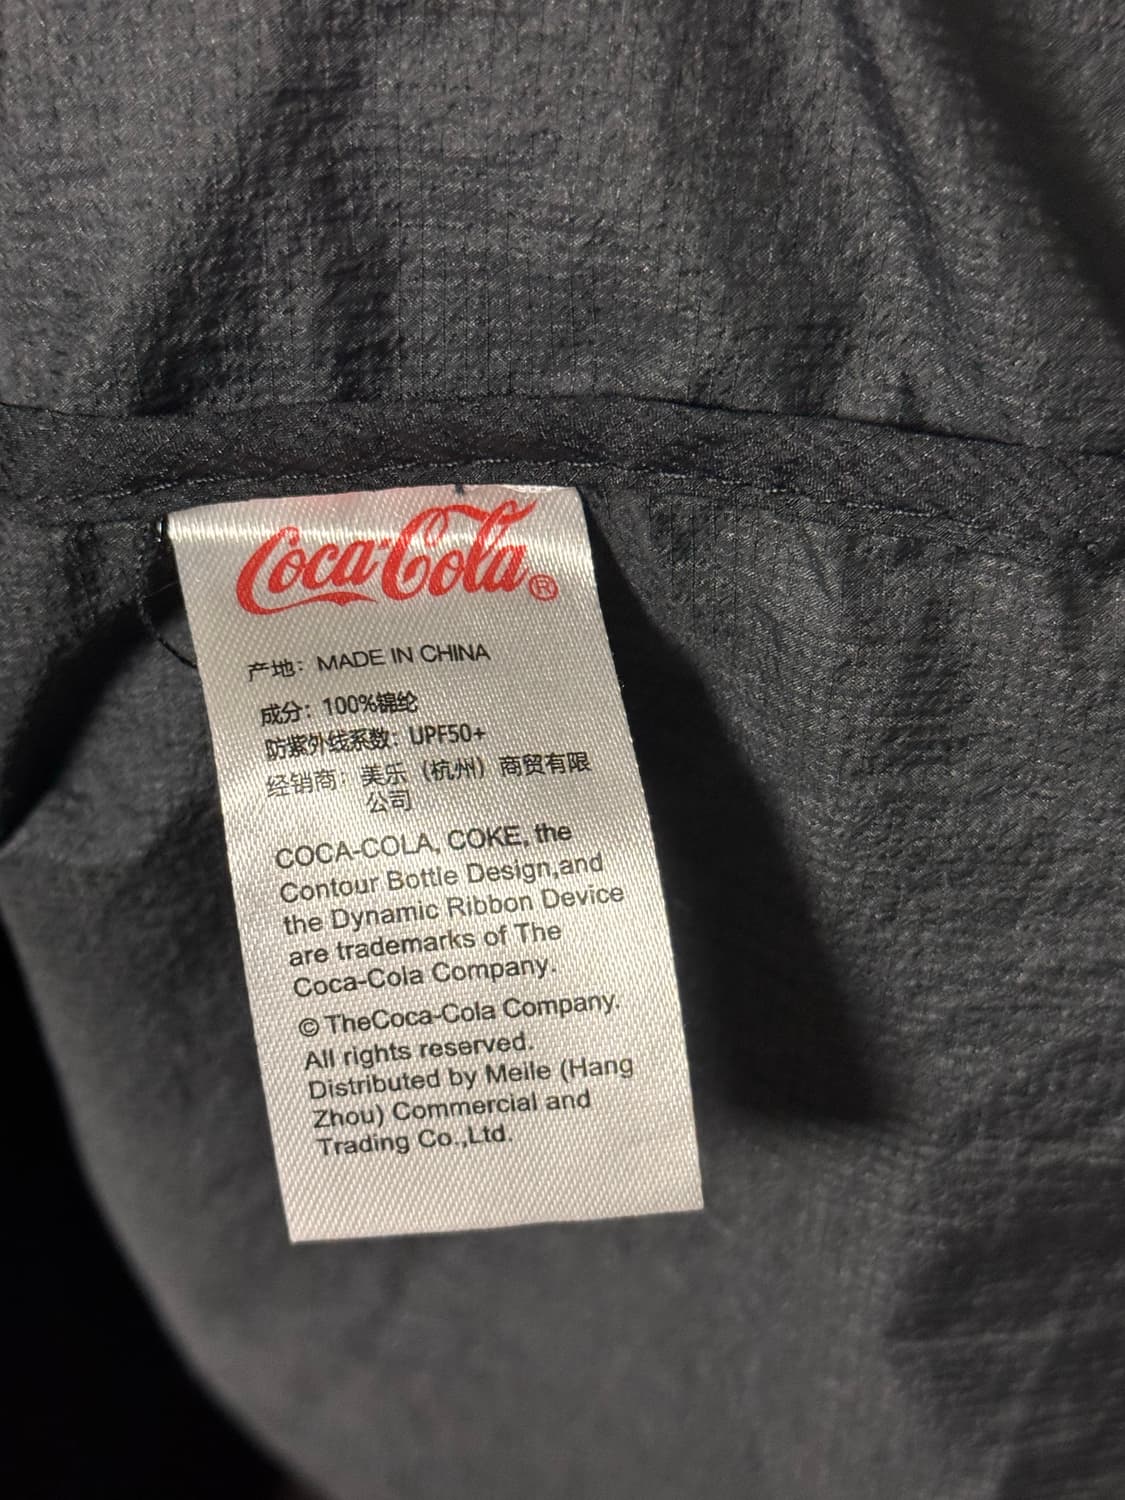 Coca-Cola®
产地：MADE IN CHINA
成分：100%锦纶
防紫外线系数：UPF50+
经销商：美乐（杭州）商贸有限
公司
COCA-COLA, COKE, the
Contour Bottle Design,and
the Dynamic Ribbon Device
are trademarks of The
Coca-Cola Company.
© TheCoca-Cola Company.
All rights reserved.
Distributed by Meile (Hang
Zhou) Commercial and
Trading Co.,Ltd.